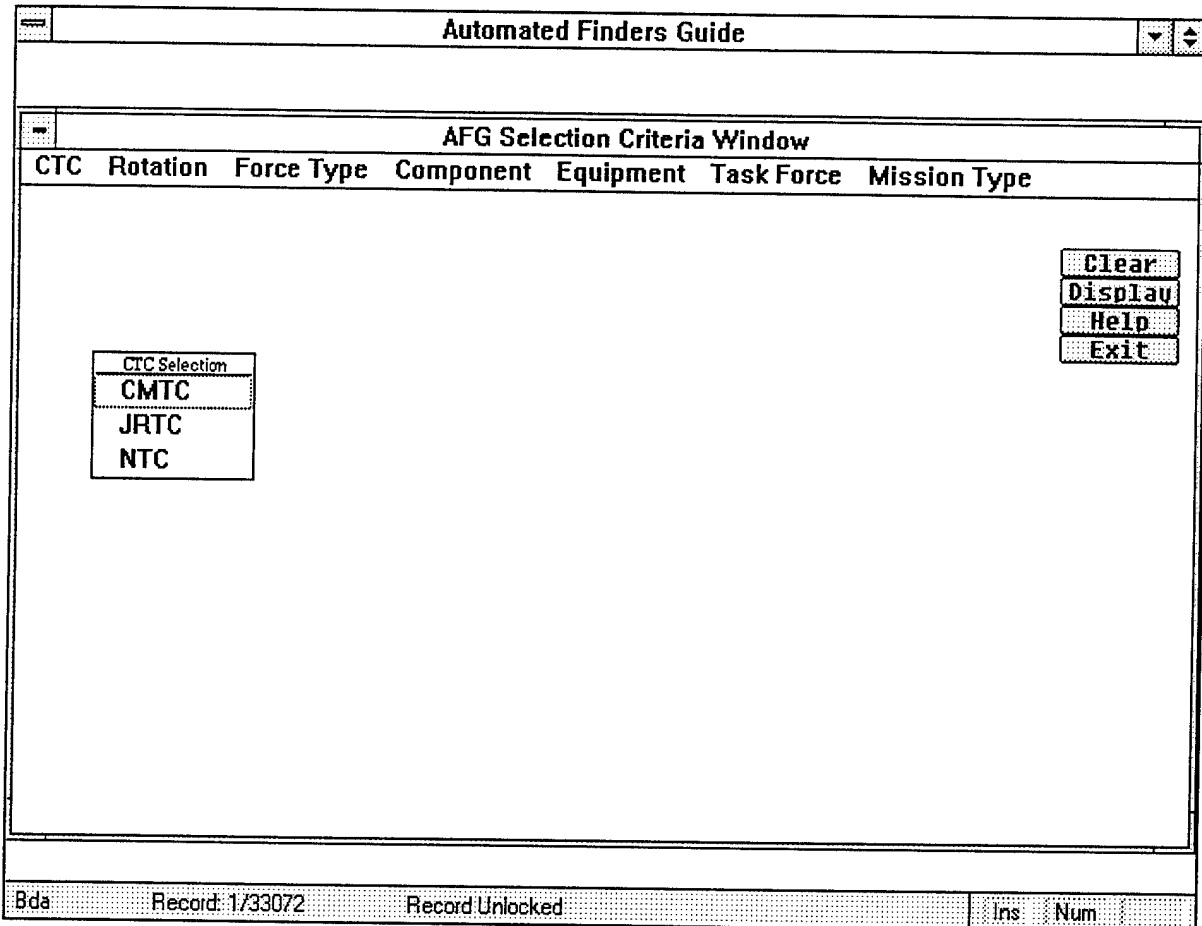 Automated Finders Guide
AFG Selection Criteria Window
CTC Rotation Force Type Component Equipment Task Force Mission Type
Clear
Display
Help
Exit
CTC Selection
CMTC
JRTC
NTC
Bda Record: 1/33072 Record Unlocked Ins Num